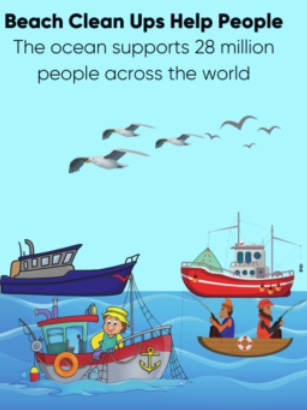 Beach Clean Ups Help People
The ocean supports 28 million
people across the world